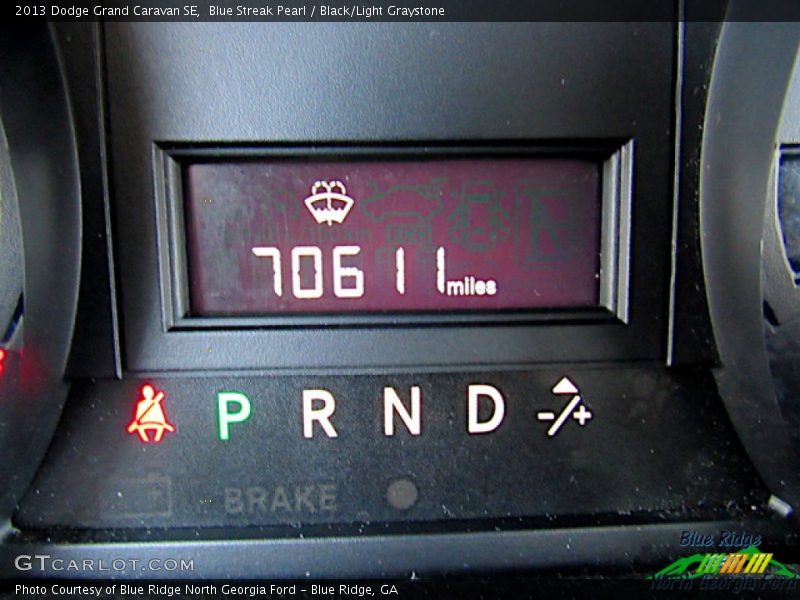 2013 Dodge Grand Caravan SE,  Blue Streak Pearl / Black/Light Graystone
70611 miles
P R N D -/+
BRAKE
GTCARLOT.COM
Blue Ridge
North Georgia Ford
Photo Courtesy of Blue Ridge North Georgia Ford – Blue Ridge, GA